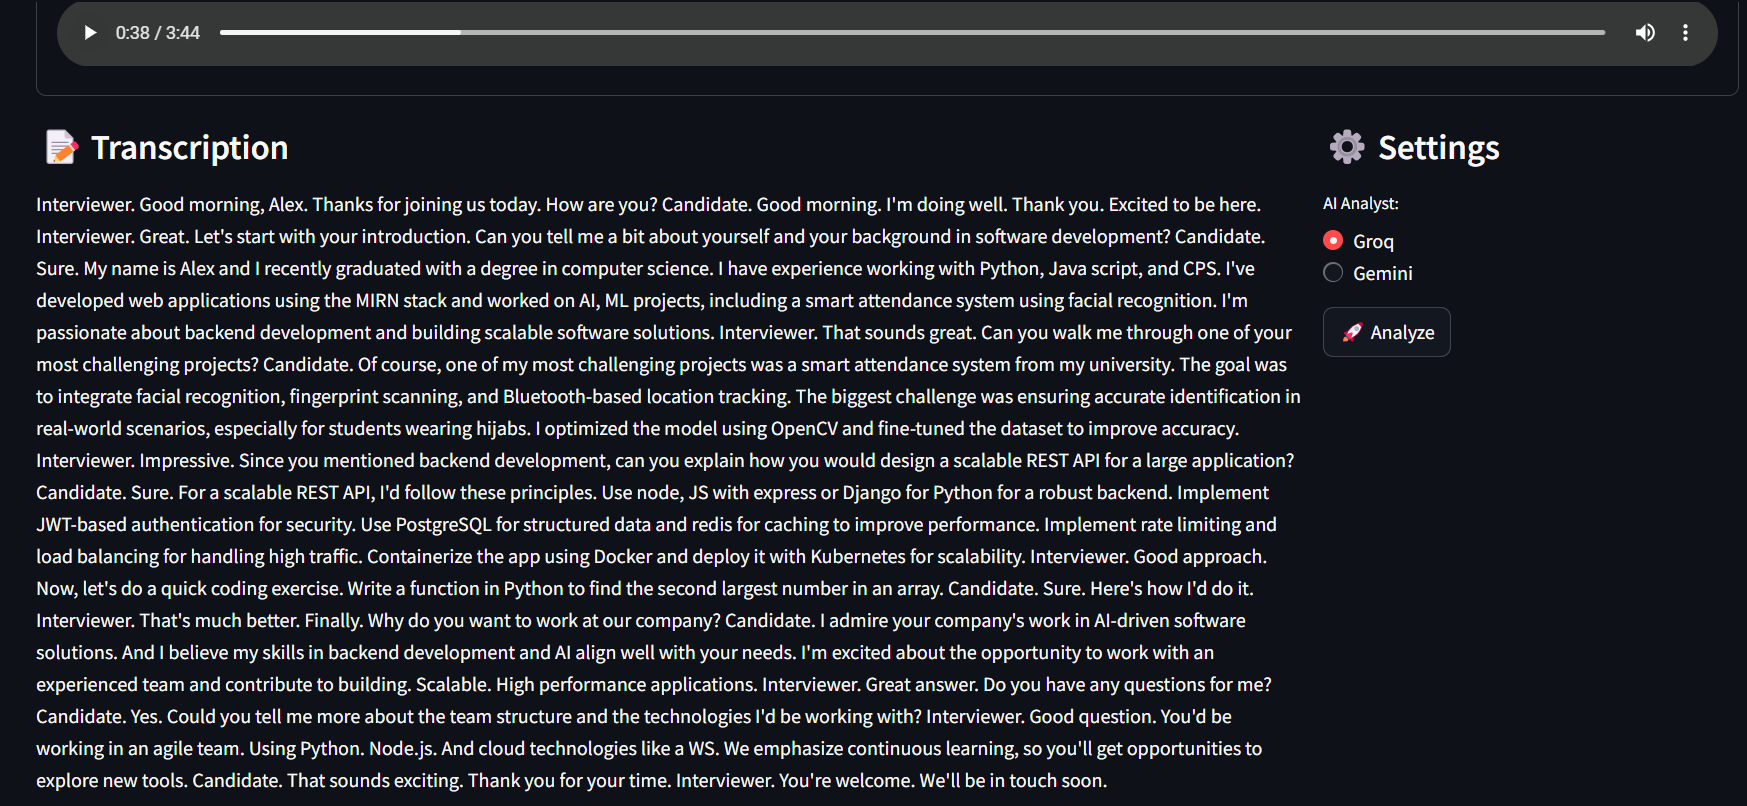 0:38 / 3:44
Transcription
Interviewer. Good morning, Alex. Thanks for joining us today. How are you? Candidate. Good morning. I'm doing well. Thank you. Excited to be here.
Interviewer. Great. Let's start with your introduction. Can you tell me a bit about yourself and your background in software development? Candidate.
Sure. My name is Alex and I recently graduated with a degree in computer science. I have experience working with Python, Java script, and CPS. I've
developed web applications using the MIRN stack and worked on AI, ML projects, including a smart attendance system using facial recognition. I'm
passionate about backend development and building scalable software solutions. Interviewer. That sounds great. Can you walk me through one of your
most challenging projects? Candidate. Of course, one of my most challenging projects was a smart attendance system from my university. The goal was
to integrate facial recognition, fingerprint scanning, and Bluetooth-based location tracking. The biggest challenge was ensuring accurate identification in
real-world scenarios, especially for students wearing hijabs. I optimized the model using OpenCV and fine-tuned the dataset to improve accuracy.
Interviewer. Impressive. Since you mentioned backend development, can you explain how you would design a scalable REST API for a large application?
Candidate. Sure. For a scalable REST API, I'd follow these principles. Use node, JS with express or Django for Python for a robust backend. Implement
JWT-based authentication for security. Use PostgreSQL for structured data and redis for caching to improve performance. Implement rate limiting and
load balancing for handling high traffic. Containerize the app using Docker and deploy it with Kubernetes for scalability. Interviewer. Good approach.
Now, let's do a quick coding exercise. Write a function in Python to find the second largest number in an array. Candidate. Sure. Here's how I'd do it.
Interviewer. That's much better. Finally. Why do you want to work at our company? Candidate. I admire your company's work in AI-driven software
solutions. And I believe my skills in backend development and AI align well with your needs. I'm excited about the opportunity to work with an
experienced team and contribute to building. Scalable. High performance applications. Interviewer. Great answer. Do you have any questions for me?
Candidate. Yes. Could you tell me more about the team structure and the technologies I'd be working with? Interviewer. Good question. You'd be
working in an agile team. Using Python. Node.js. And cloud technologies like a WS. We emphasize continuous learning, so you'll get opportunities to
explore new tools. Candidate. That sounds exciting. Thank you for your time. Interviewer. You're welcome. We'll be in touch soon.
Settings
AI Analyst:
Groq
Gemini
Analyze